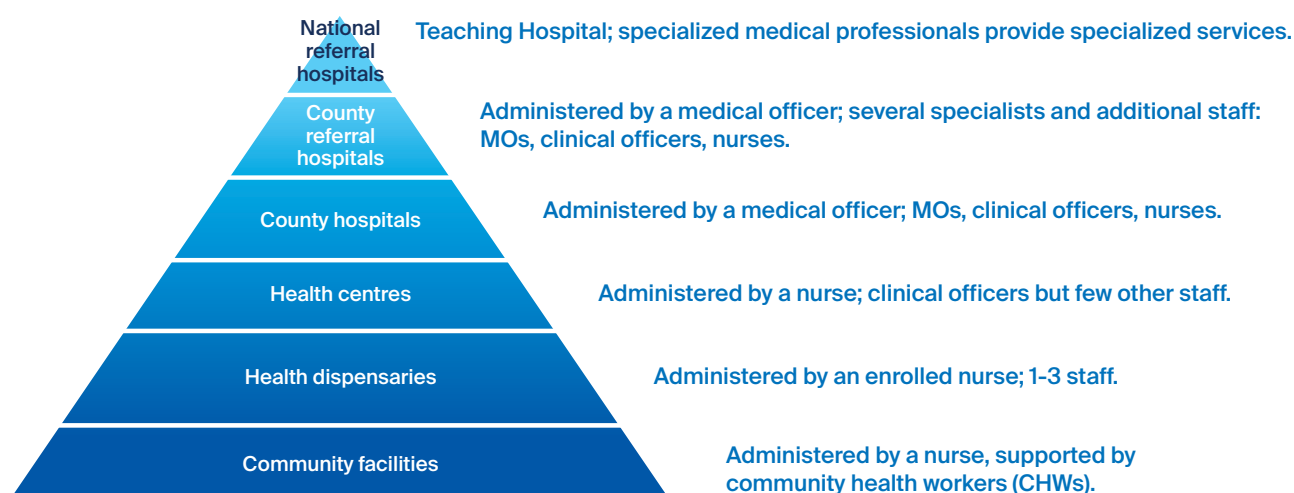 National
referral
hospitals
Teaching Hospital; specialized medical professionals provide specialized services.
County
referral
hospitals
Administered by a medical officer; several specialists and additional staff:
MOs, clinical officers, nurses.
County hospitals
Administered by a medical officer; MOs, clinical officers, nurses.
Health centres
Administered by a nurse; clinical officers but few other staff.
Health dispensaries
Administered by an enrolled nurse; 1-3 staff.
Community facilities
Administered by a nurse, supported by
community health workers (CHWs).